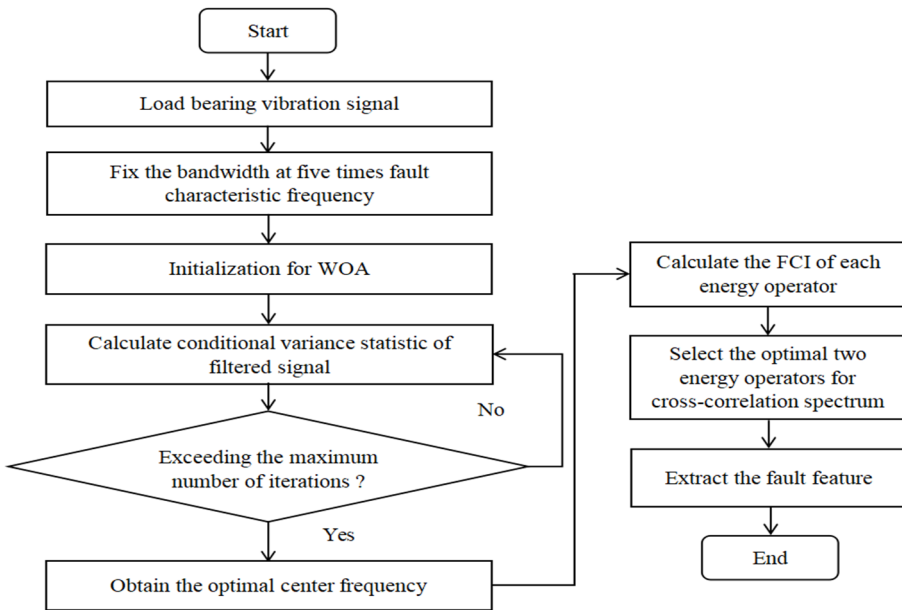 Start
Load bearing vibration signal
Fix the bandwidth at five times fault
characteristic frequency
Initialization for WOA
Calculate conditional variance statistic of
filtered signal
No
Exceeding the maximum
number of iterations ?
Yes
Obtain the optimal center frequency
Calculate the FCI of each
energy operator
Select the optimal two
energy operators for
cross-correlation spectrum
Extract the fault feature
End